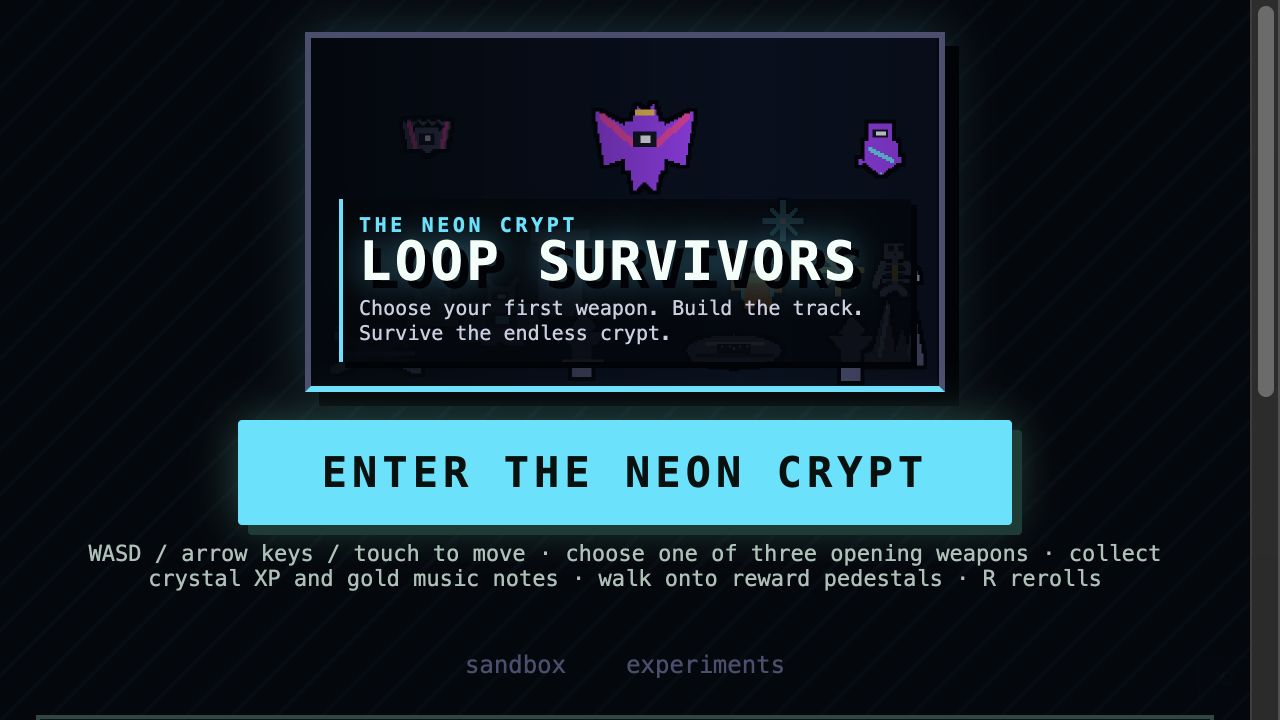 THE NEON CRYPT
LOOP SURVIVORS
Choose your first weapon. Build the track.
Survive the endless crypt.
ENTER THE NEON CRYPT
WASD / arrow keys / touch to move · choose one of three opening weapons · collect
crystal XP and gold music notes · walk onto reward pedestals · R rerolls
sandbox experiments